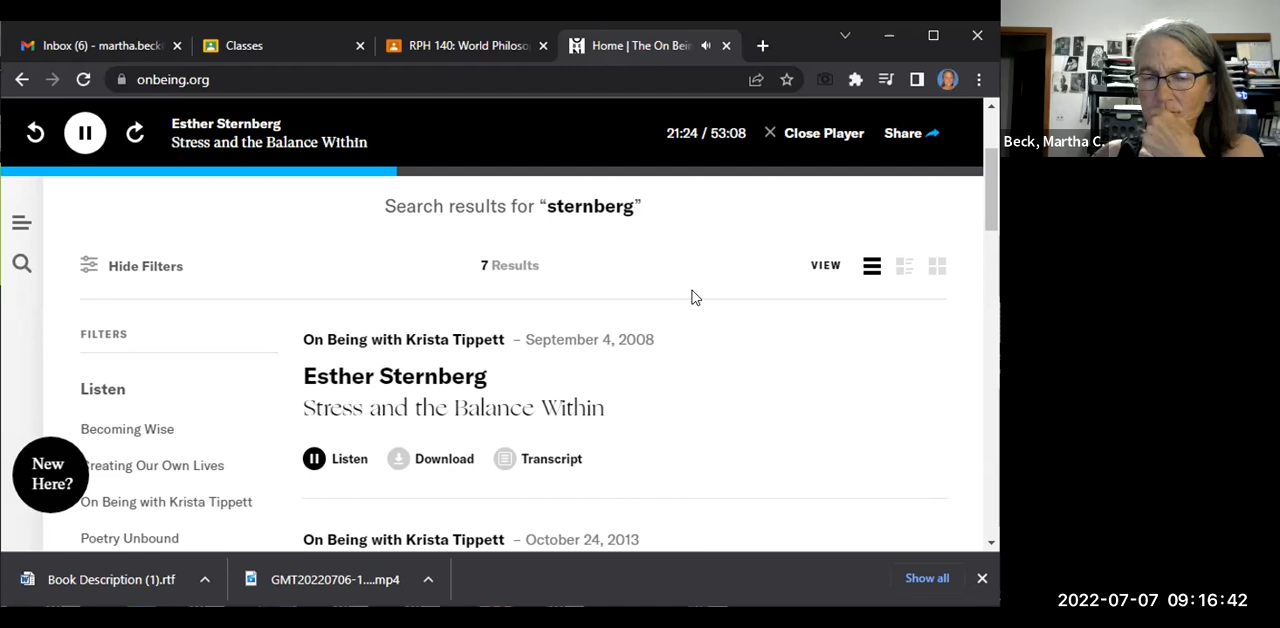 Inbox (6) - martha.beck
Classes
RPH 140: World Philoso
Home | The On Bein
onbeing.org
Esther Sternberg
Stress and the Balance Within
21:24 / 53:08
Close Player
Share
Search results for “sternberg”
Hide Filters
7 Results
VIEW
FILTERS
On Being with Krista Tippett – September 4, 2008
Listen
Esther Sternberg
Stress and the Balance Within
Becoming Wise
Listen
Download
Transcript
New
Here?
Creating Our Own Lives
On Being with Krista Tippett
Poetry Unbound
On Being with Krista Tippett – October 24, 2013
Book Description (1).rtf
GMT20220706-1....mp4
Show all
Beck, Martha C.
2022-07-07 09:16:42